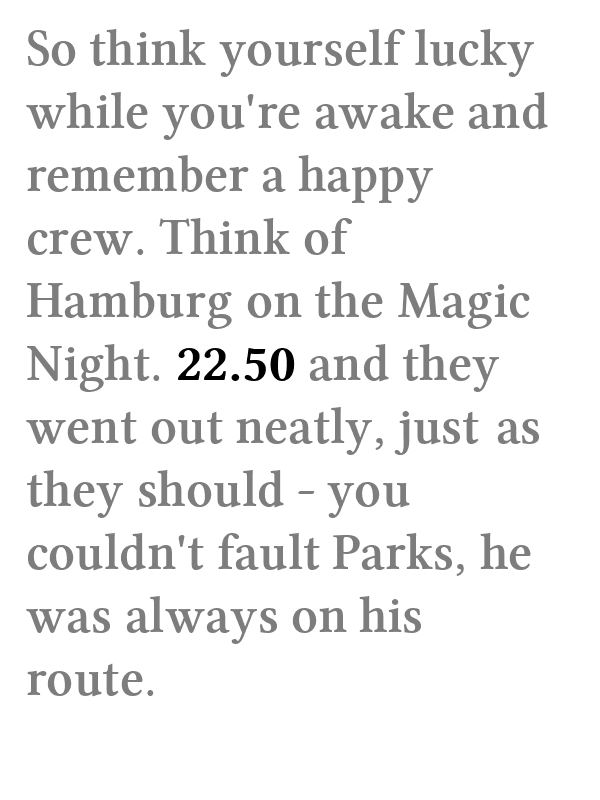 So think yourself lucky
while you're awake and
remember a happy
crew. Think of
Hamburg on the Magic
Night. 22.50 and they
went out neatly, just as
they should - you
couldn't fault Parks, he
was always on his
route.